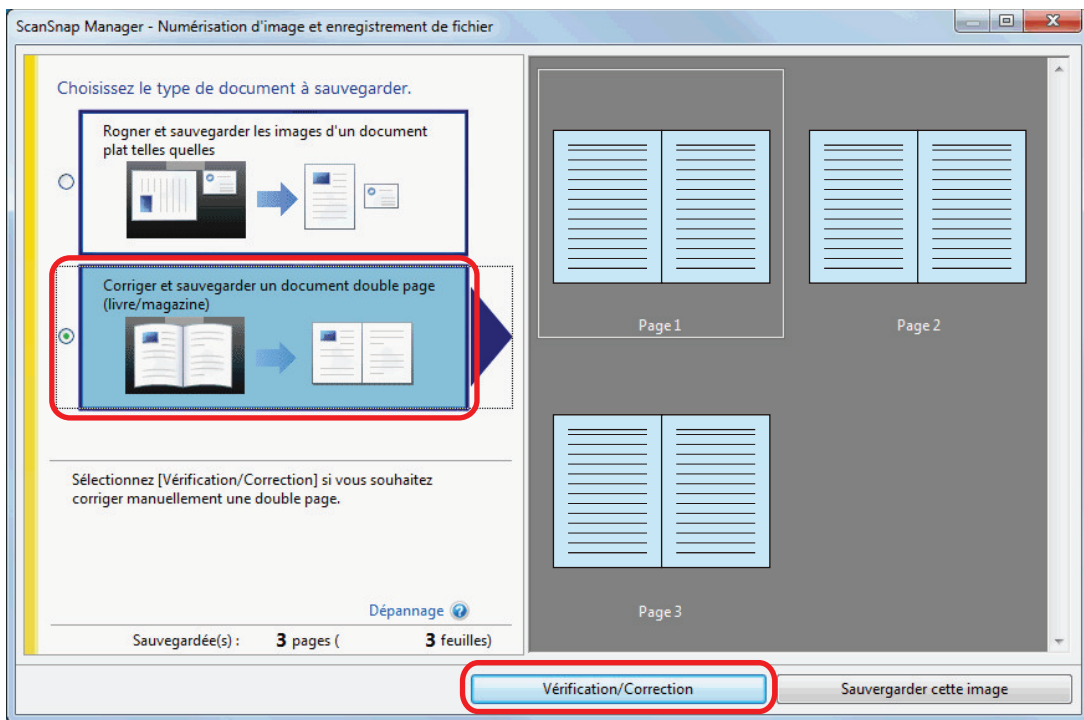 ScanSnap Manager - Numérisation d'image et enregistrement de fichier
Choisissez le type de document à sauvegarder.
Rogner et sauvegarder les images d'un document
plat telles quelles
Corriger et sauvegarder un document double page
(livre/magazine)
Sélectionnez [Vérification/Correction] si vous souhaitez
corriger manuellement une double page.
Dépannage
Sauvegardée(s) : 3 pages ( 3 feuilles)
Page 1
Page 2
Page 3
Vérification/Correction
Sauvergarder cette image